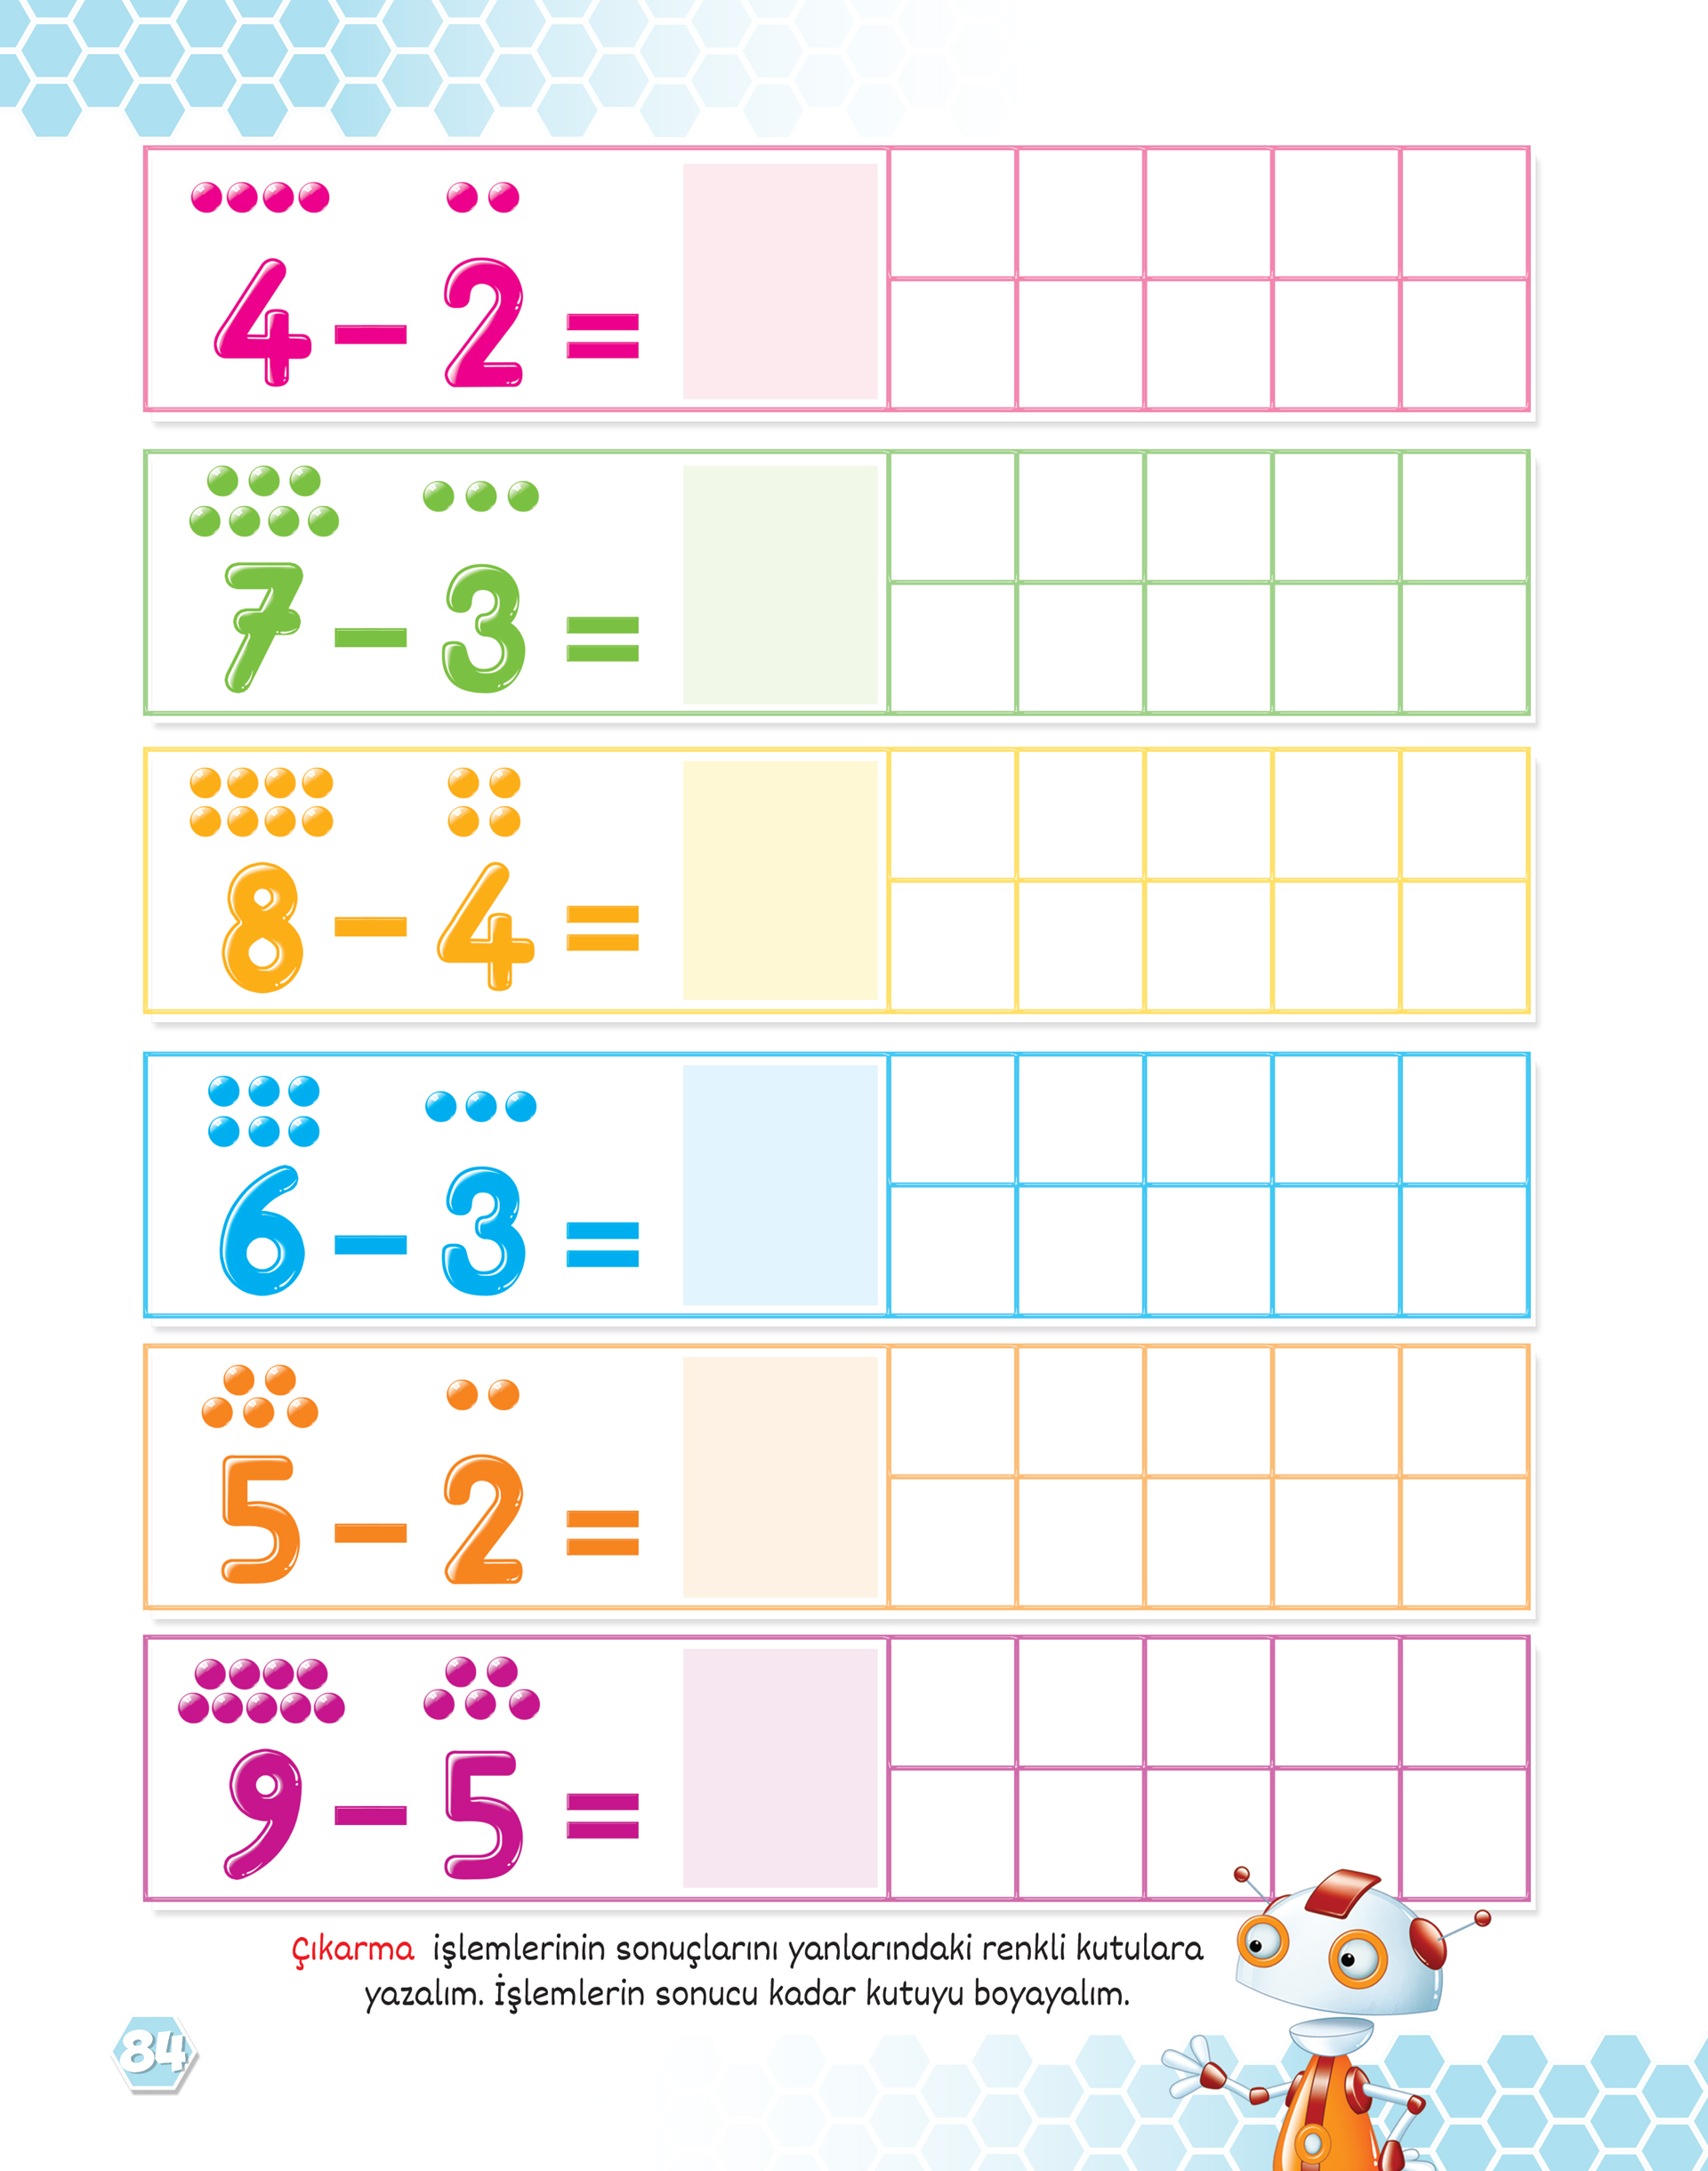 4 – 2 =
7 – 3 =
8 – 4 =
6 – 3 =
5 – 2 =
9 – 5 =
Çıkarma işlemlerinin sonuçlarını yanlarındaki renkli kutulara
yazalım. İşlemlerin sonucu kadar kutuyu boyayalım.
84